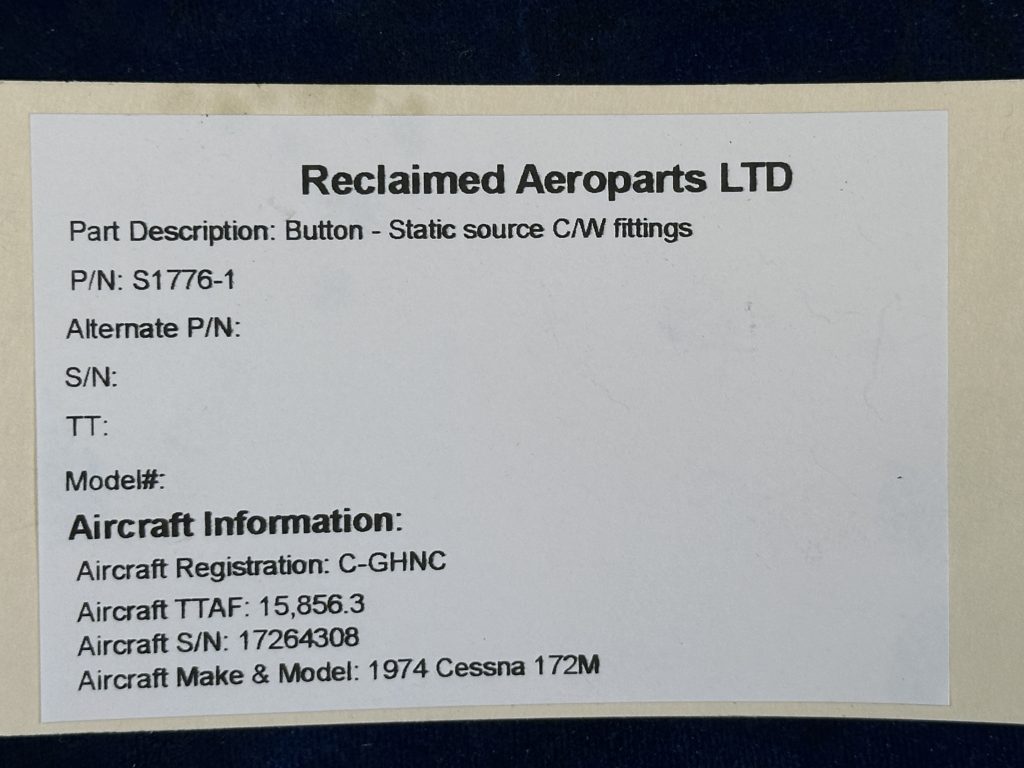 Reclaimed Aeroparts LTD
Part Description: Button - Static source C/W fittings
P/N: S1776-1
Alternate P/N:
S/N:
TT:
Model#:
Aircraft Information:
Aircraft Registration: C-GHNC
Aircraft TTAF: 15,856.3
Aircraft S/N: 17264308
Aircraft Make & Model: 1974 Cessna 172M